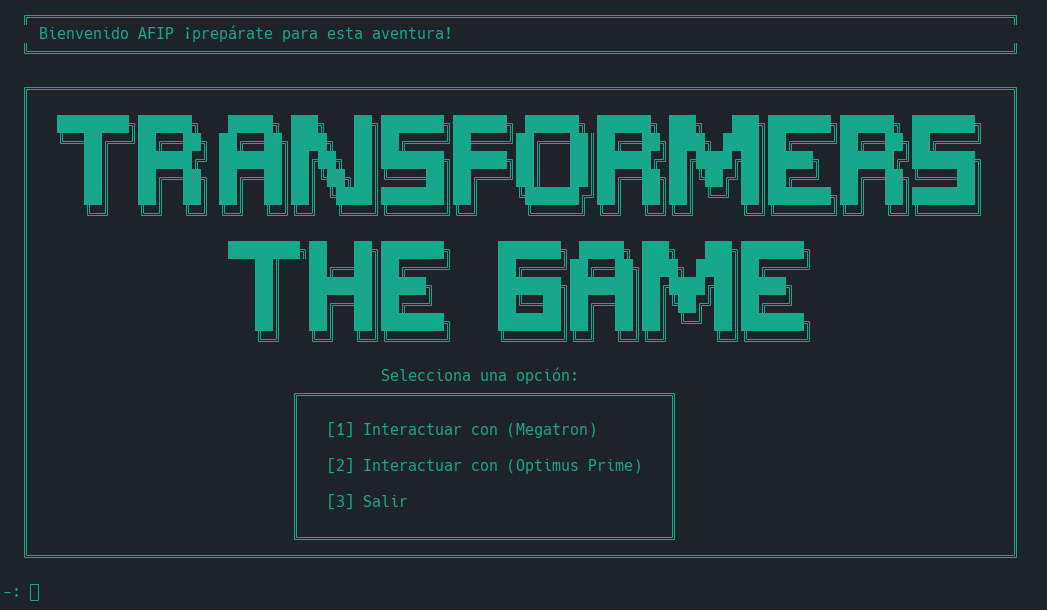 Bienvenido AFIP ¡prepárate para esta aventura!
TRANSFORMERS
THE GAME
Selecciona una opción:
[1] Interactuar con (Megatron)
[2] Interactuar con (Optimus Prime)
[3] Salir
-: